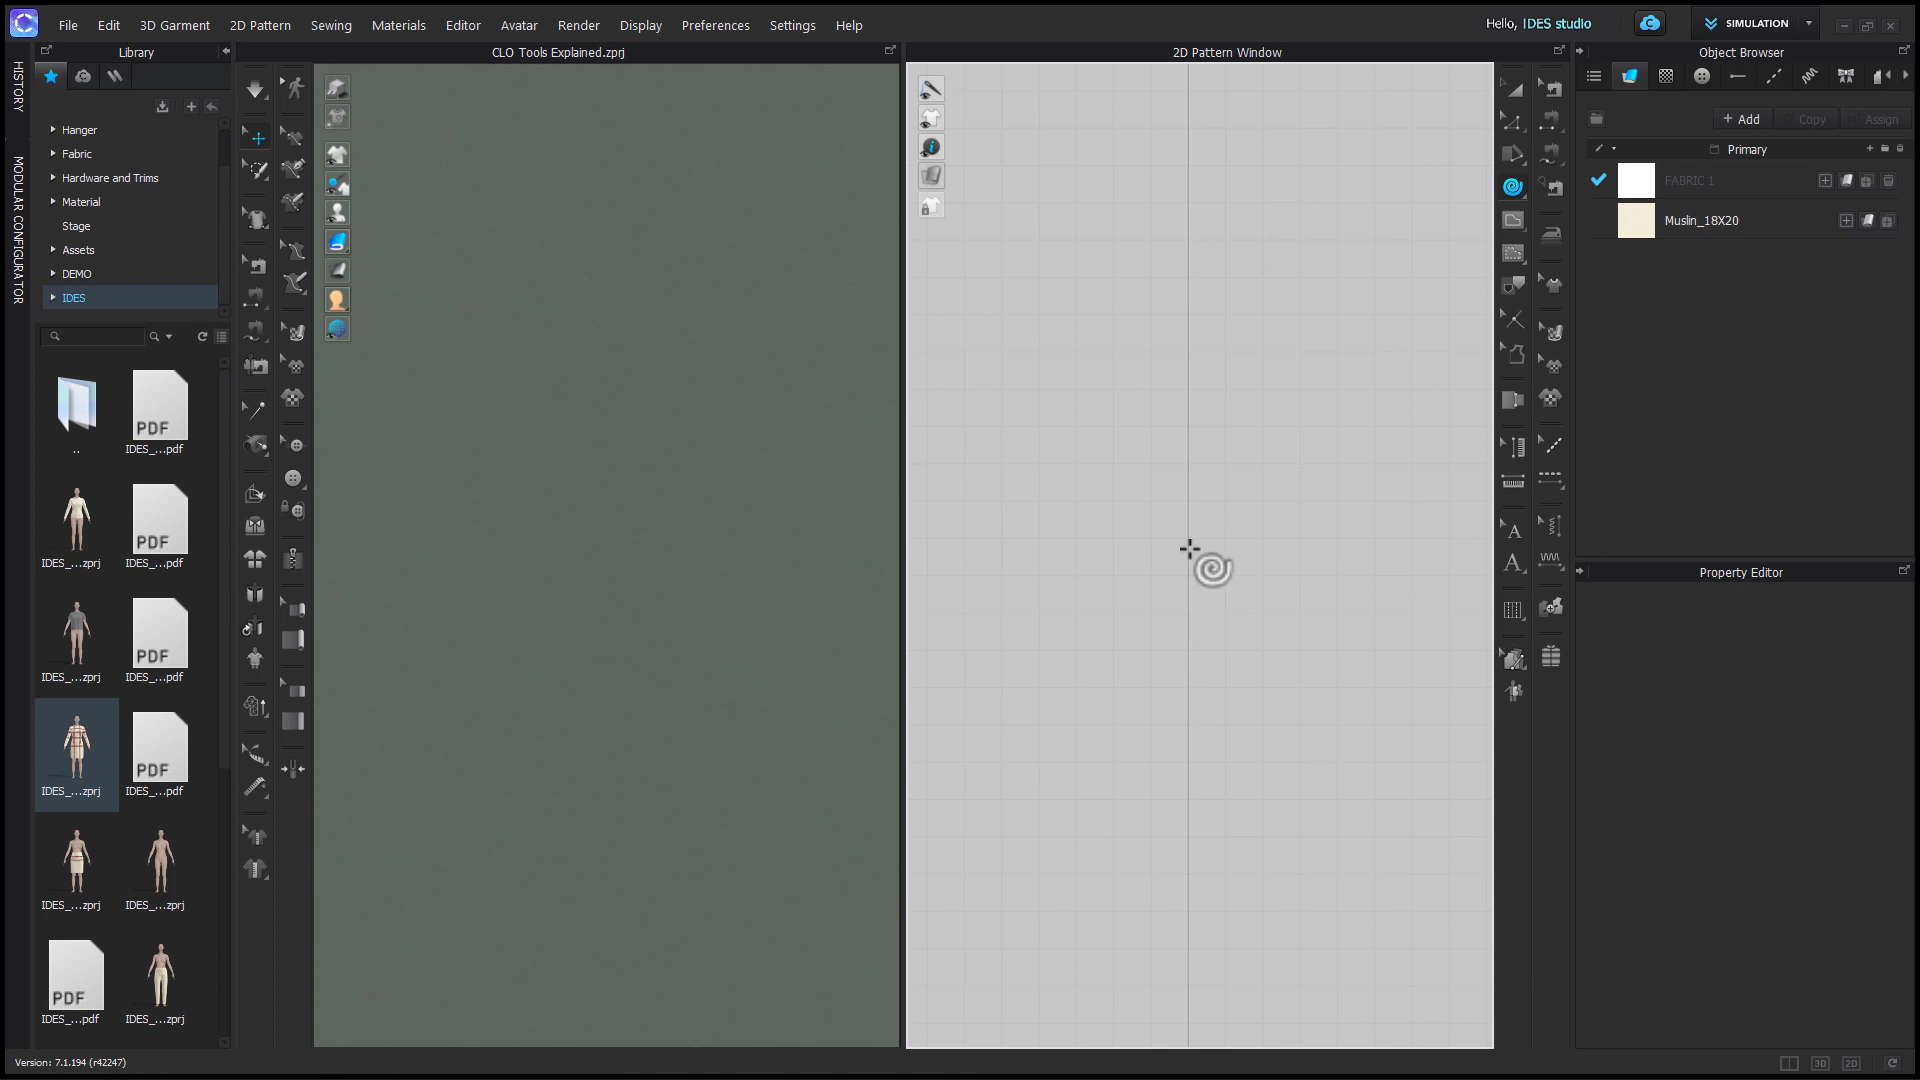 File Edit 3D Garment 2D Pattern Sewing Materials Editor Avatar Render Display Preferences Settings Help
Hello, IDES studio
SIMULATION
HISTORY
MODULAR CONFIGURATOR
Library
CLO Tools Explained.zprj
2D Pattern Window
Object Browser
Hanger
Fabric
Hardware and Trims
Material
Stage
Assets
DEMO
IDES
+ Add
Copy
Assign
Primary
FABRIC 1
Muslin_18X20
Property Editor
..
PDF
IDES_...pdf
IDES_...zprj
PDF
IDES_...pdf
IDES_...zprj
PDF
IDES_...pdf
IDES_...zprj
PDF
IDES_...pdf
IDES_...zprj
IDES_...zprj
PDF
IDES_...pdf
IDES_...zprj
A
A
Version: 7.1.194 (r42247)
3D
2D